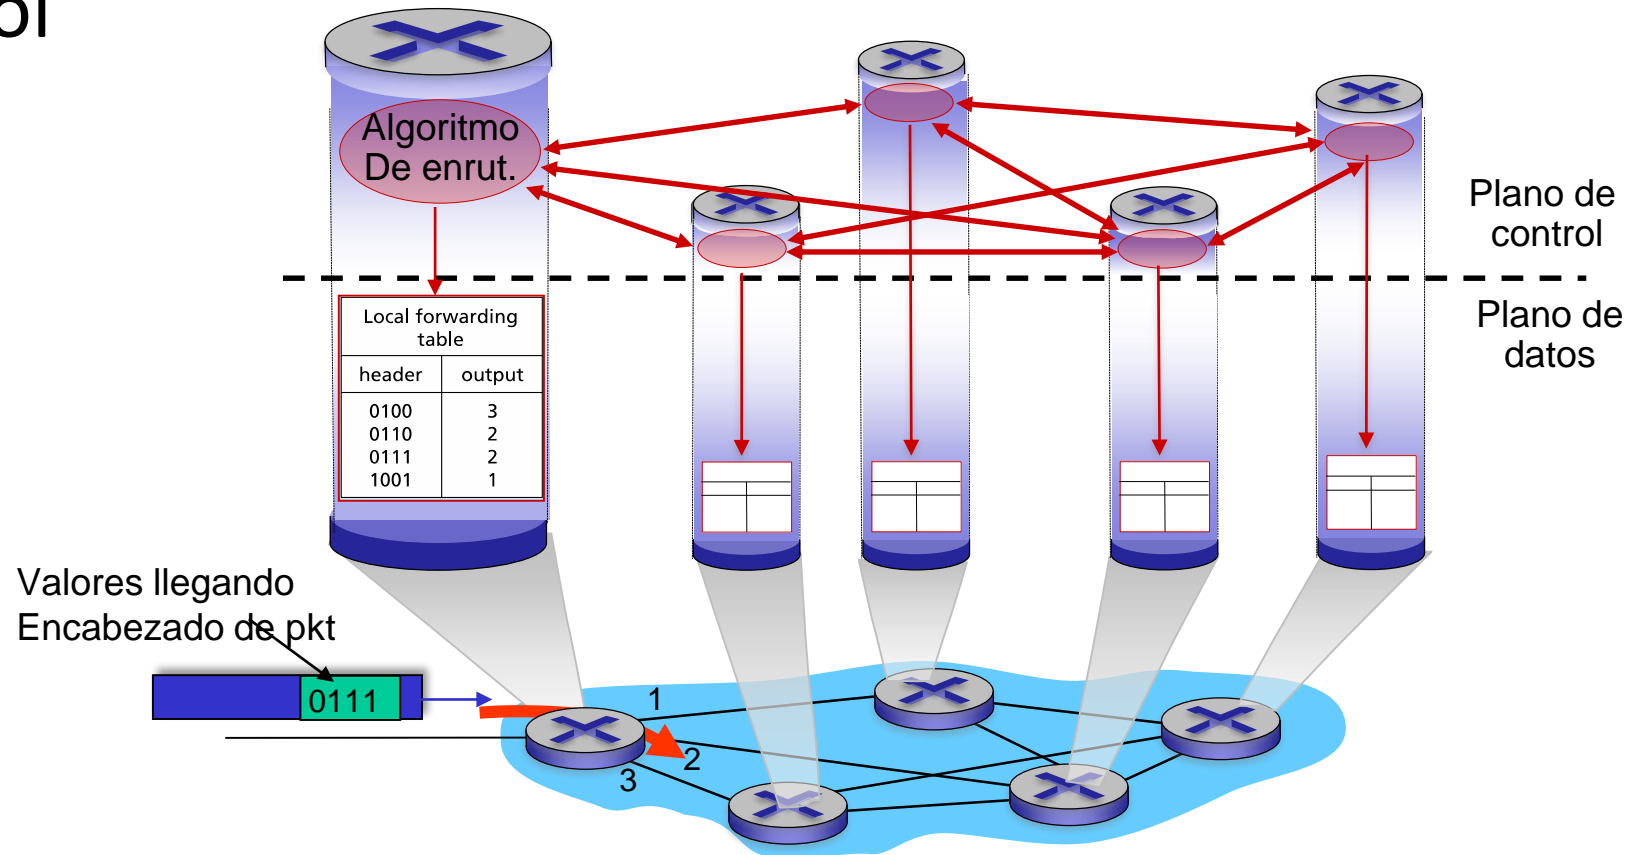 ol
Algoritmo
De enrut.
Plano de
control
Plano de
datos
Local forwarding
table
header output
0100 3
0110 2
0111 2
1001 1
Valores llegando
Encabezado de pkt
0111
1
2
3